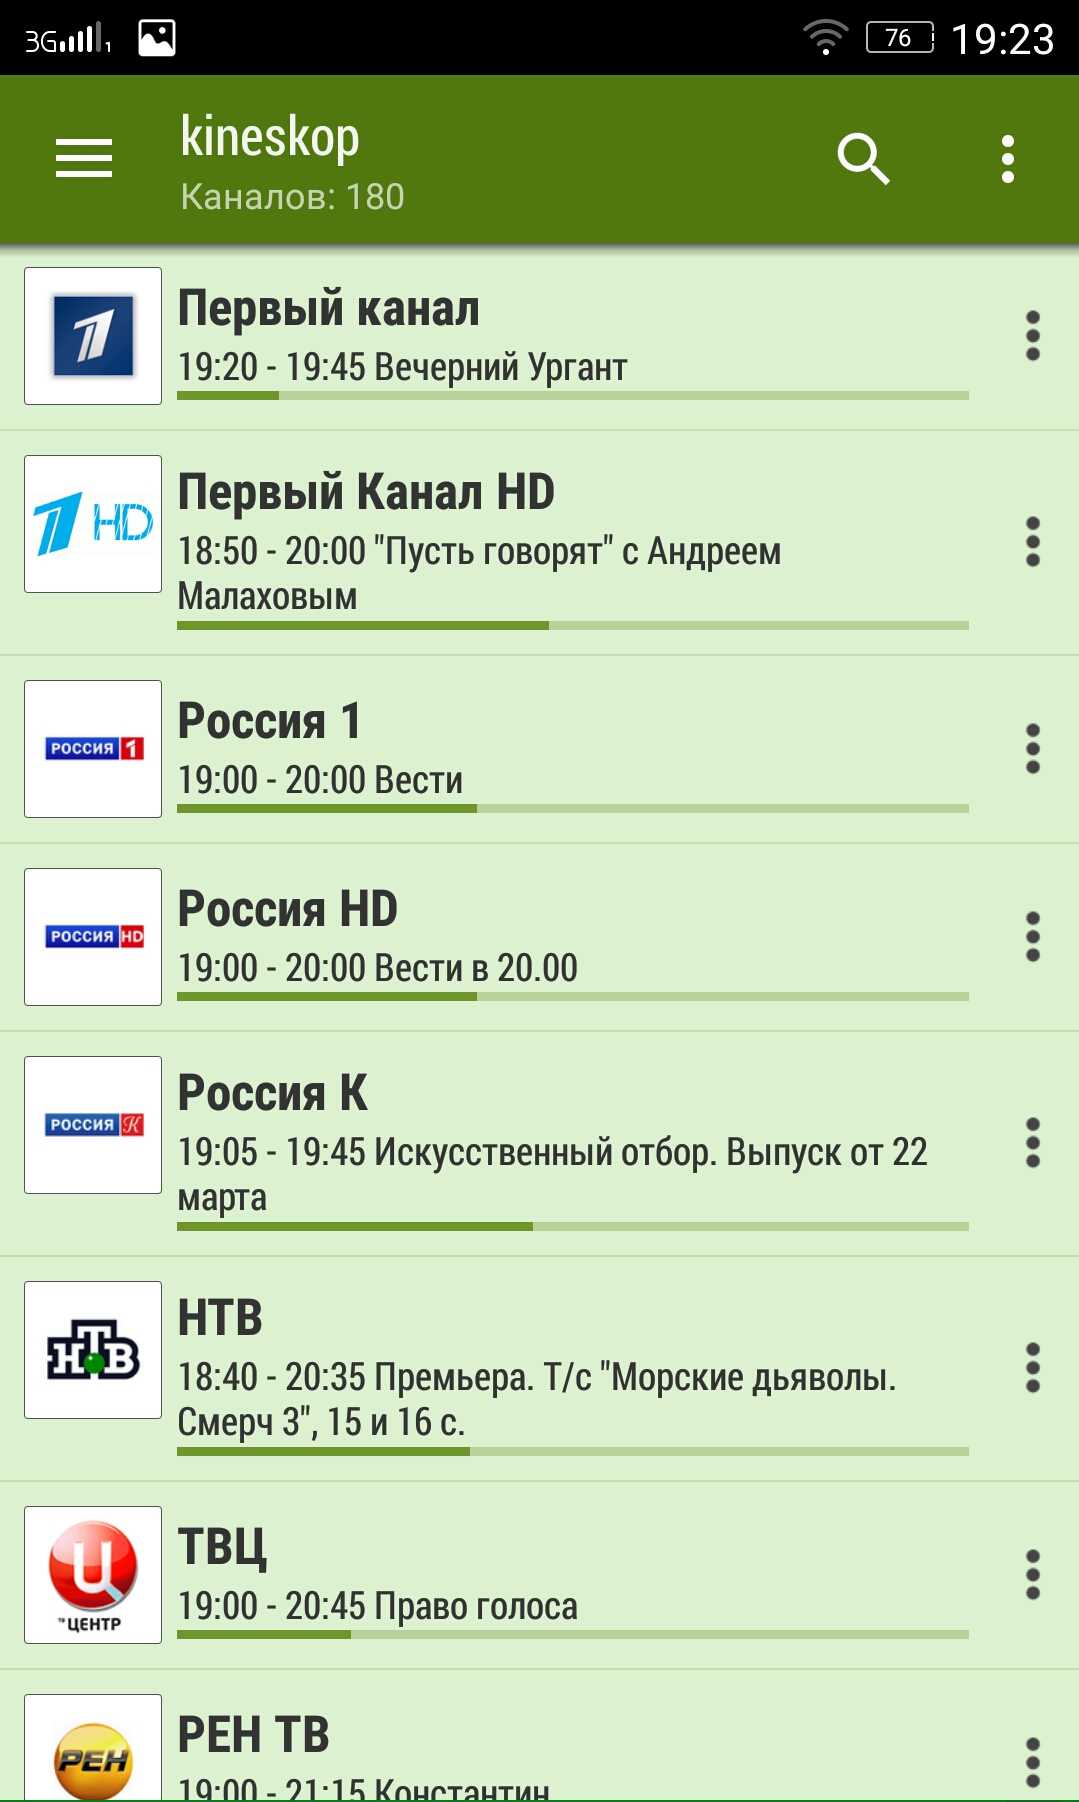 3G 1 76 19:23
kineskop
Каналов: 180
Первый канал
19:20 - 19:45 Вечерний Ургант
HD
Первый Канал HD
18:50 - 20:00 "Пусть говорят" с Андреем
Малаховым
РОССИЯ 1
Россия 1
19:00 - 20:00 Вести
РОССИЯ HD
Россия HD
19:00 - 20:00 Вести в 20.00
РОССИЯ К
Россия К
19:05 - 19:45 Искусственный отбор. Выпуск от 22
марта
НТВ
НТВ
18:40 - 20:35 Премьера. Т/с "Морские дьяволы.
Смерч 3", 15 и 16 с.
Ц
ТВ ЦЕНТР
ТВЦ
19:00 - 20:45 Право голоса
РЕН
РЕН ТВ
19:00 - 21:15 Константин